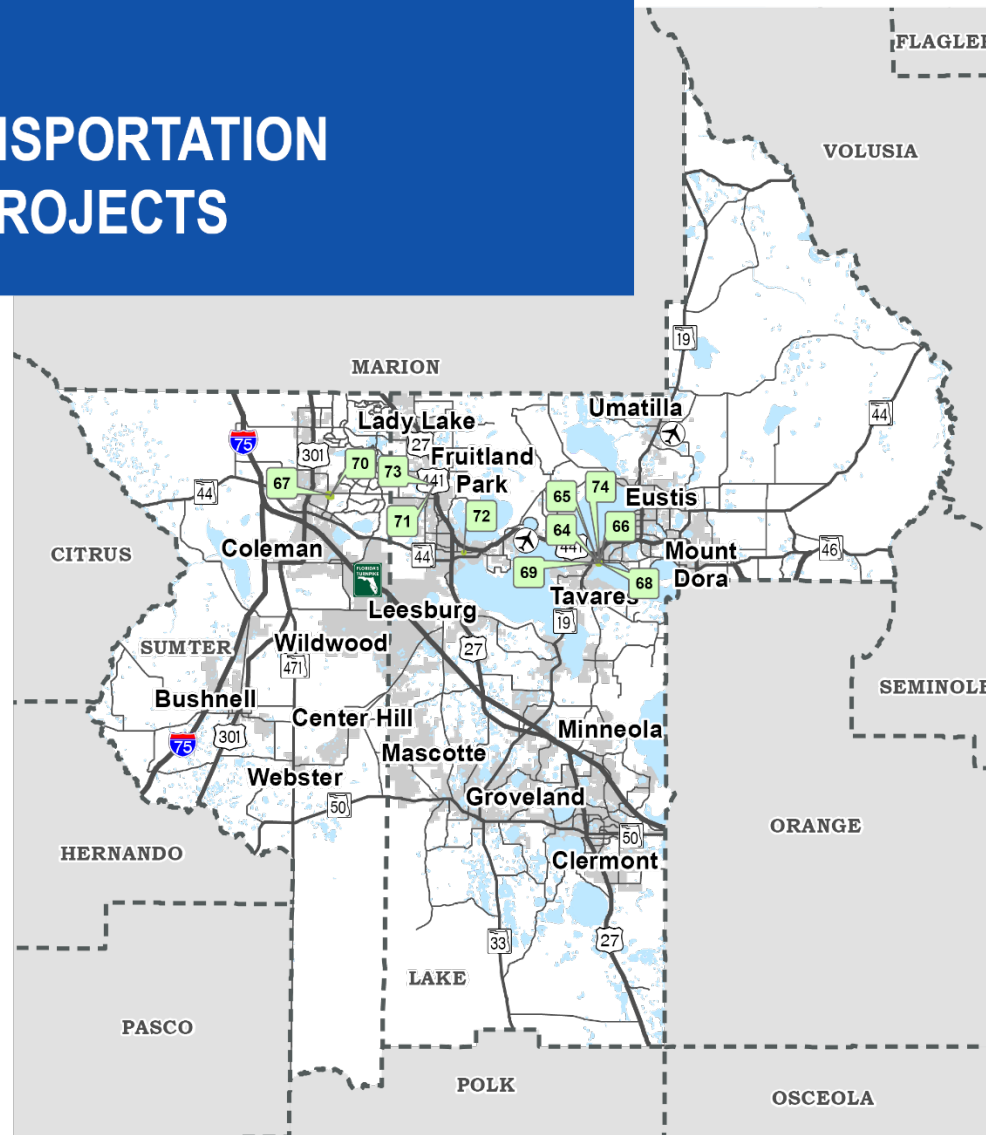 NSPORTATION
ROJECTS
FLAGLER
VOLUSIA
MARION
19
Umatilla
44
Lady Lake
75
27
301
70
73
Fruitland
441
Park
67
74
65
Eustis
44
71
72
64
66
441
CITRUS
Coleman
44
Mount
46
Dora
69
68
FLORIDA'S
TURNPIKE
Tavares
Leesburg
19
SUMTER
Wildwood
27
471
SEMINOLE
Bushnell
Center Hill
Minneola
301
75
Mascotte
Webster
Groveland
50
ORANGE
50
HERNANDO
Clermont
33
27
LAKE
PASCO
POLK
OSCEOLA